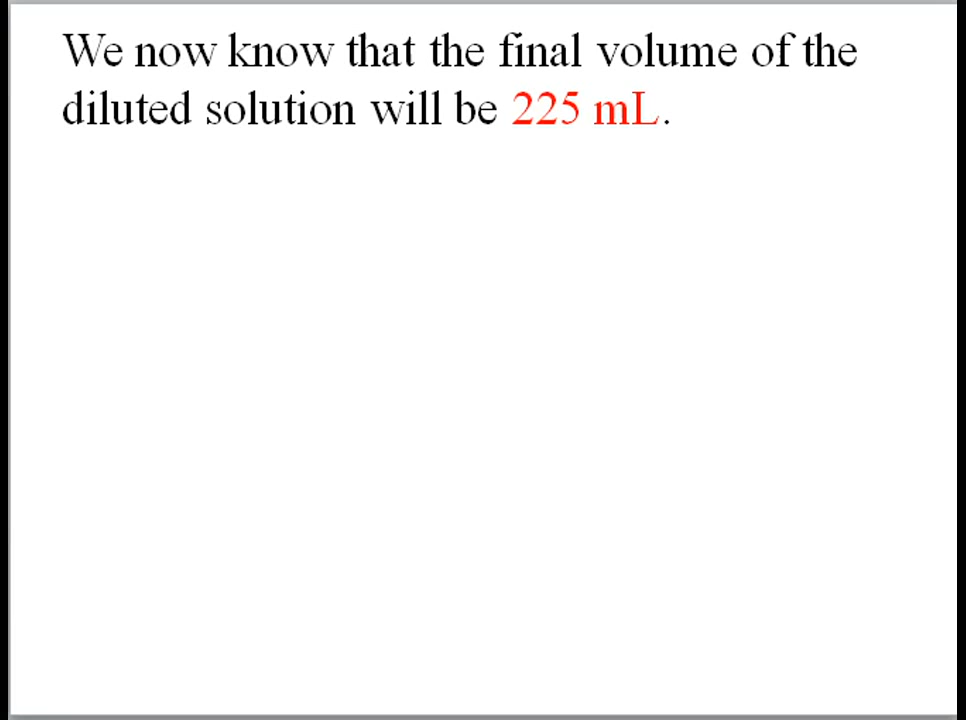 We now know that the final volume of the
diluted solution will be 225 mL.